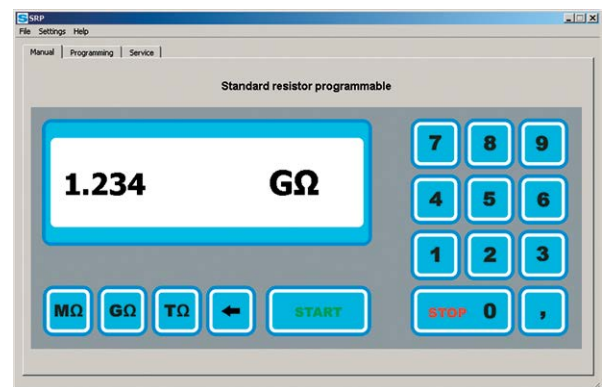 SRP
File Settings Help
Manual Programming Service
Standard resistor programmable
1.234 GΩ
7 8 9
4 5 6
1 2 3
MΩ GΩ TΩ START STOP 0 ,